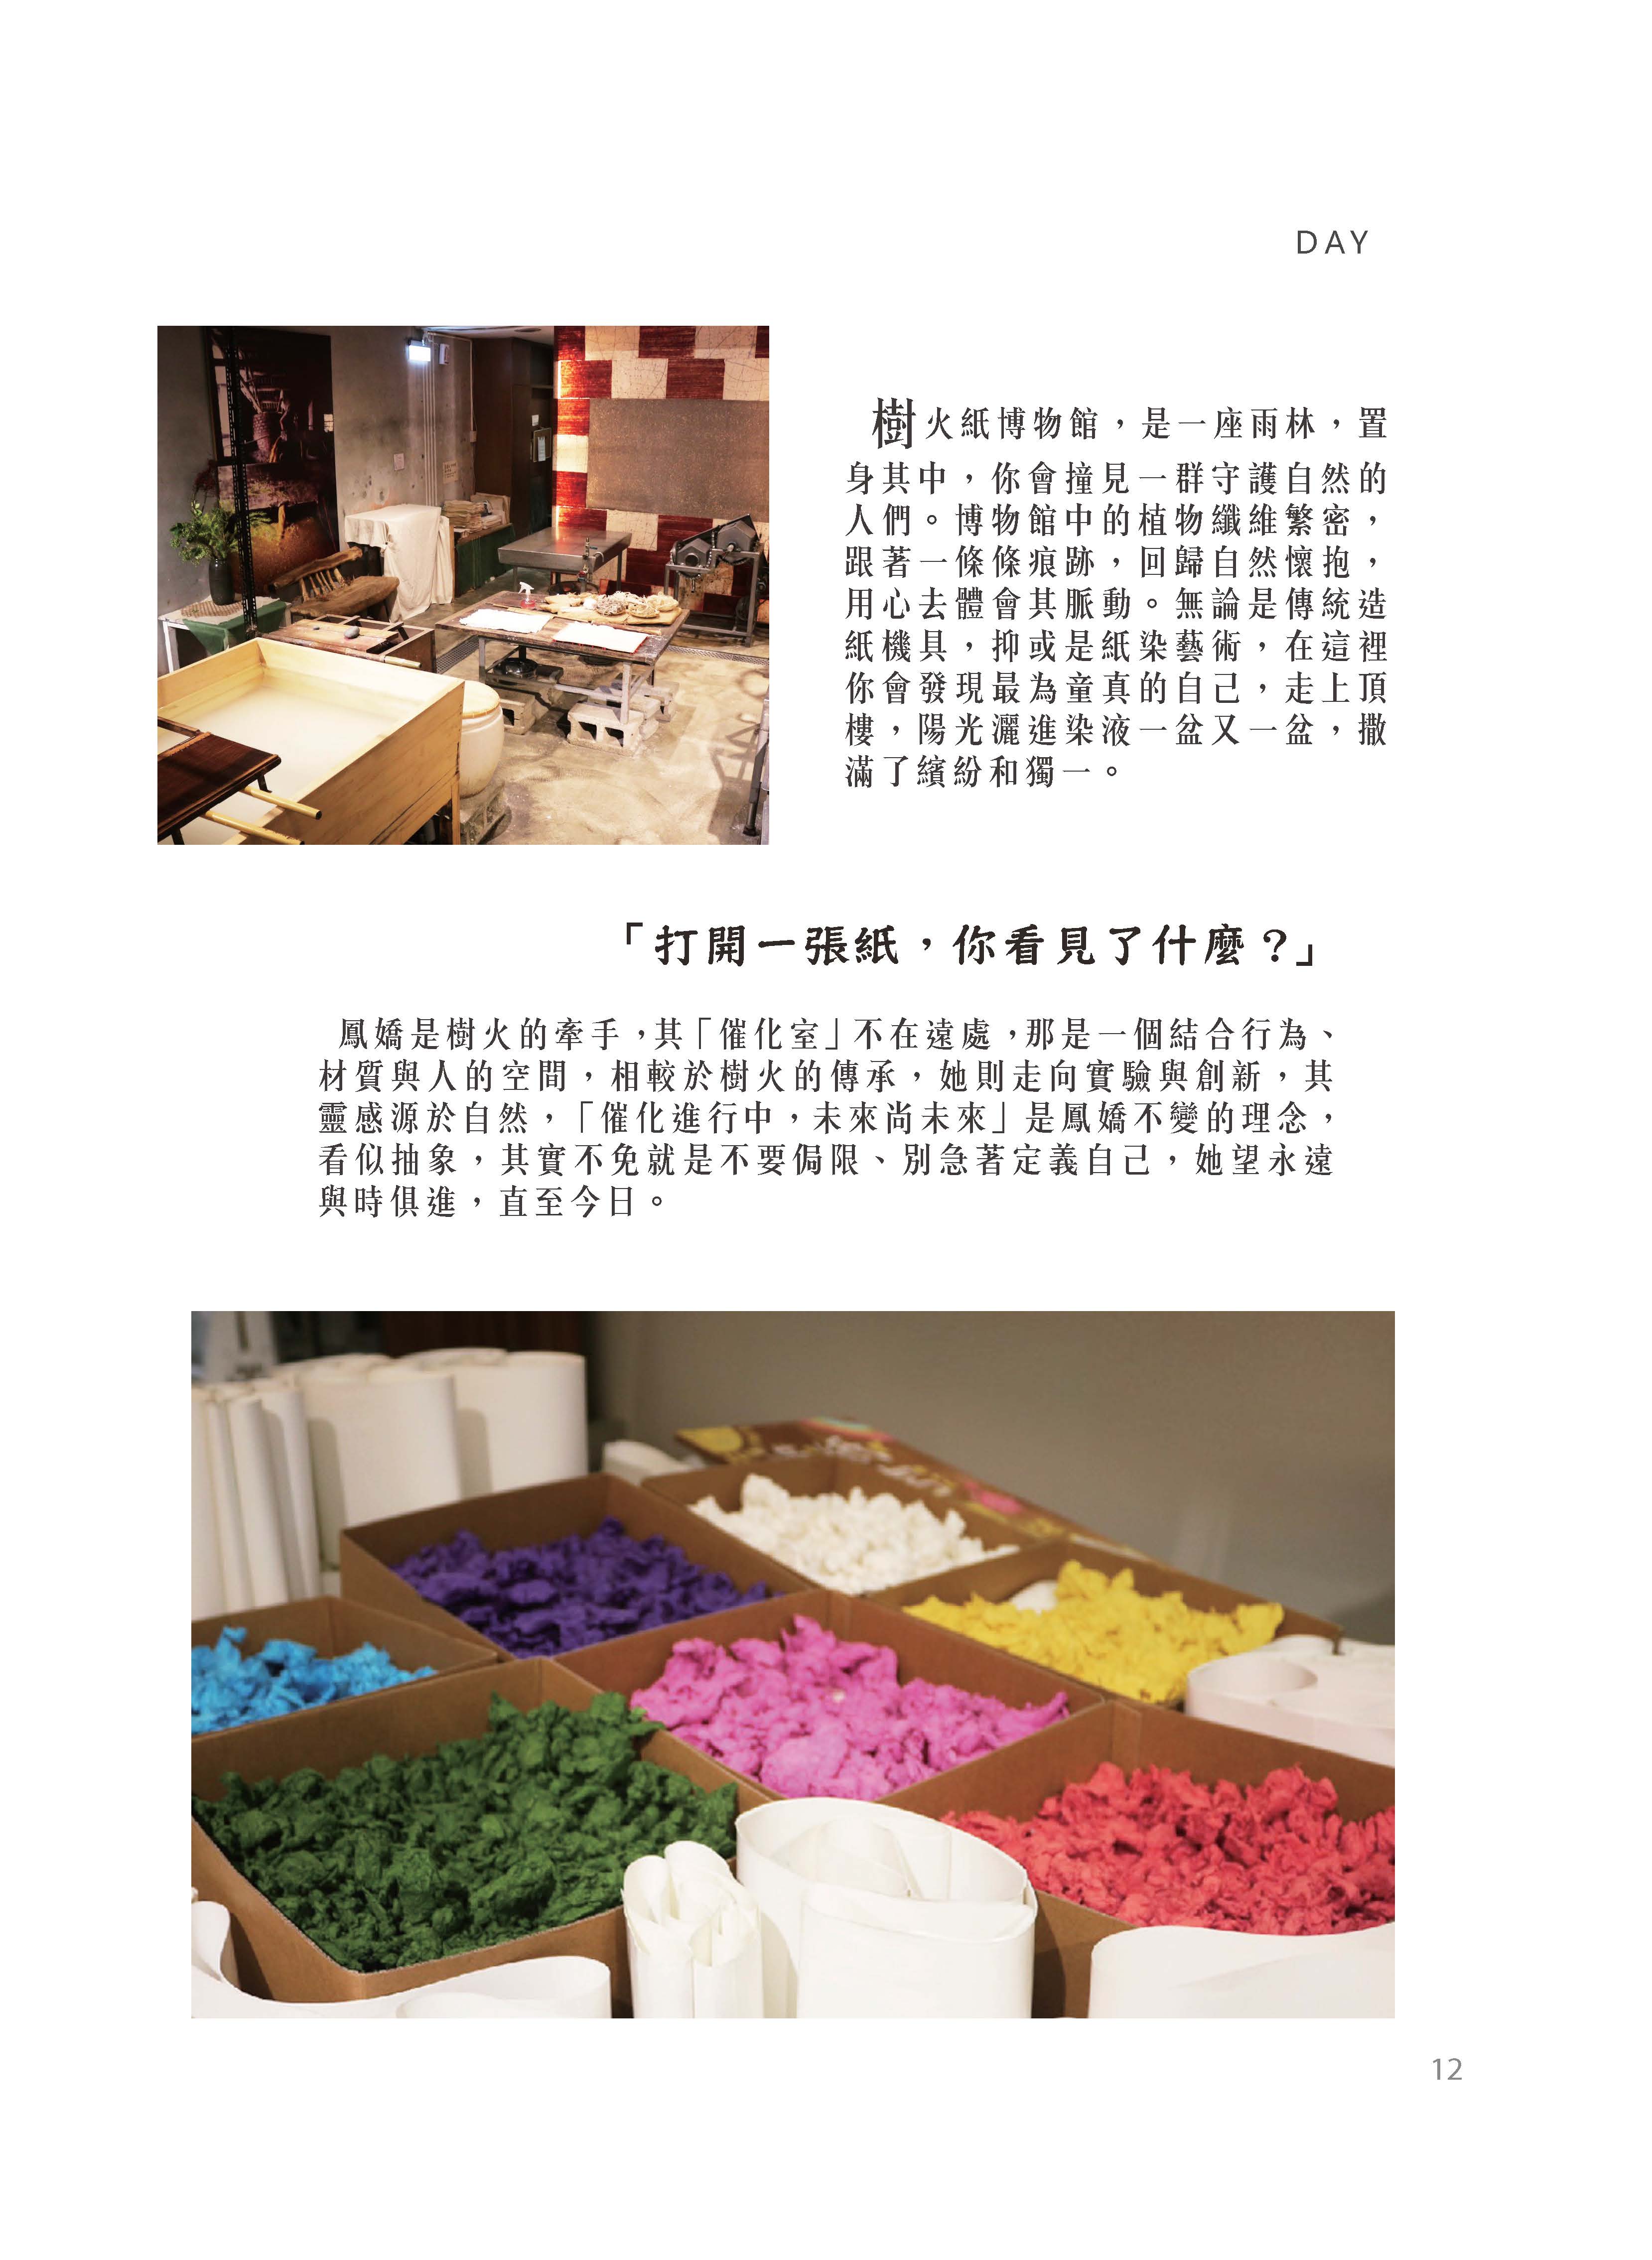 DAY
樹火紙博物館，是一座雨林，置
身其中，你會撞見一群守護自然的
人們。博物館中的植物纖維繁密，
跟著一條條痕跡，回歸自然懷抱，
用心去體會其脈動。無論是傳統造
紙機具，抑或是紙染藝術，在這裡
你會發現最為童真的自己，走上頂
樓，陽光灑進染液一盆又一盆，撒
滿了繽紛和獨一。
「打開一張紙，你看見了什麼？」
鳳嬌是樹火的牽手，其「催化室」不在遠處，那是一個結合行為、
材質與人的空間，相較於樹火的傳承，她則走向實驗與創新，其
靈感源於自然，「催化進行中，未來尚未來」是鳳嬌不變的理念，
看似抽象，其實不免就是不要侷限、別急著定義自己，她望永遠
與時俱進，直至今日。
12